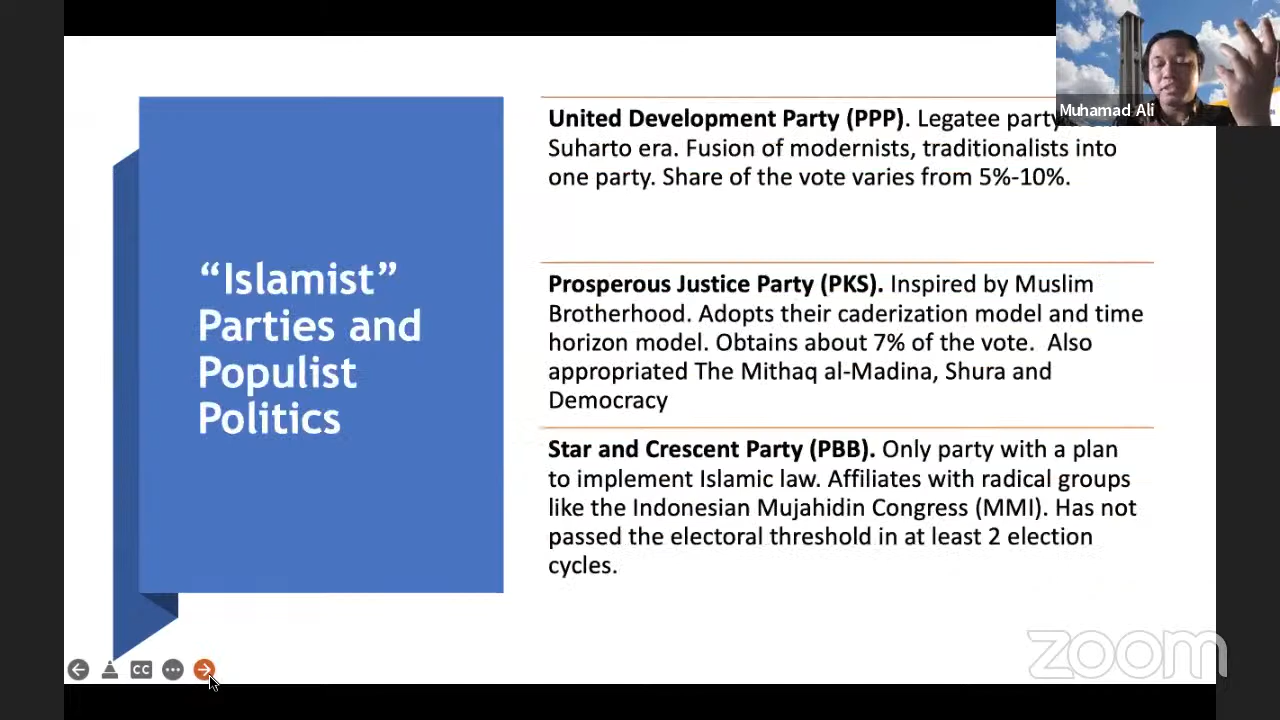 Muhamad Ali
"Islamist"
Parties and
Populist
Politics
United Development Party (PPP). Legatee party
Suharto era. Fusion of modernists, traditionalists into
one party. Share of the vote varies from 5%-10%.
Prosperous Justice Party (PKS). Inspired by Muslim
Brotherhood. Adopts their caderization model and time
horizon model. Obtains about 7% of the vote. Also
appropriated The Mithaq al-Madina, Shura and
Democracy
Star and Crescent Party (PBB). Only party with a plan
to implement Islamic law. Affiliates with radical groups
like the Indonesian Mujahidin Congress (MMI). Has not
passed the electoral threshold in at least 2 election
cycles.
CC
zoom